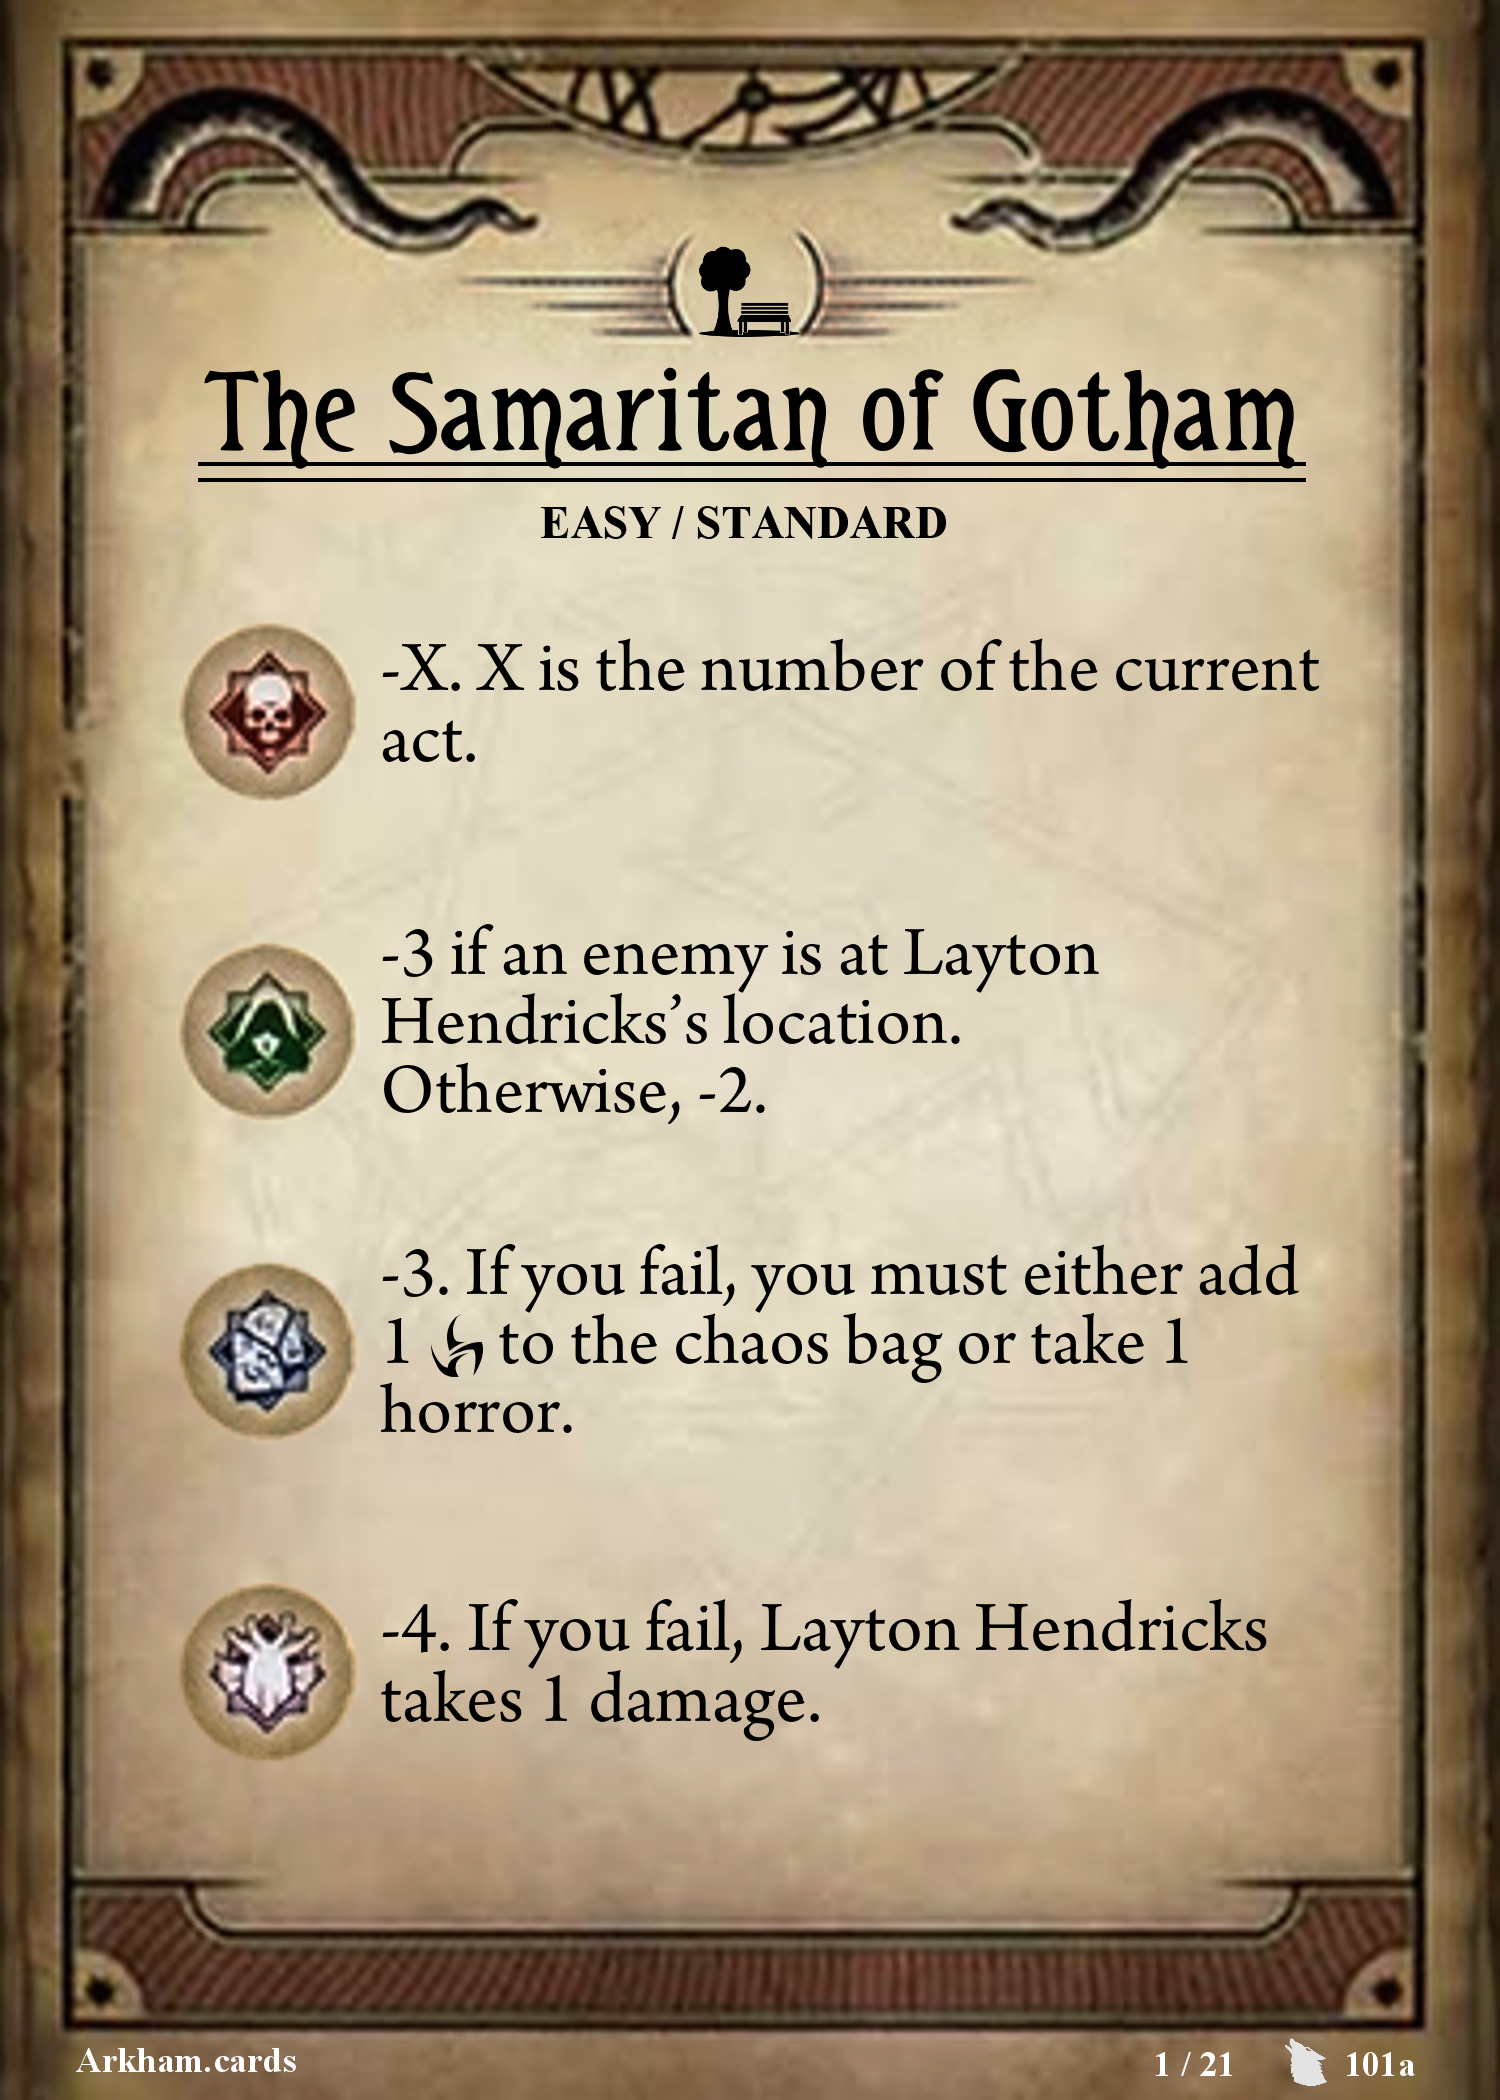 The Samaritan of Gotham
EASY / STANDARD
-X. X is the number of the current
act.
-3 if an enemy is at Layton
Hendricks’s location.
Otherwise, -2.
-3. If you fail, you must either add
1 to the chaos bag or take 1
horror.
-4. If you fail, Layton Hendricks
takes 1 damage.
Arkham.cards
1 / 21
101a